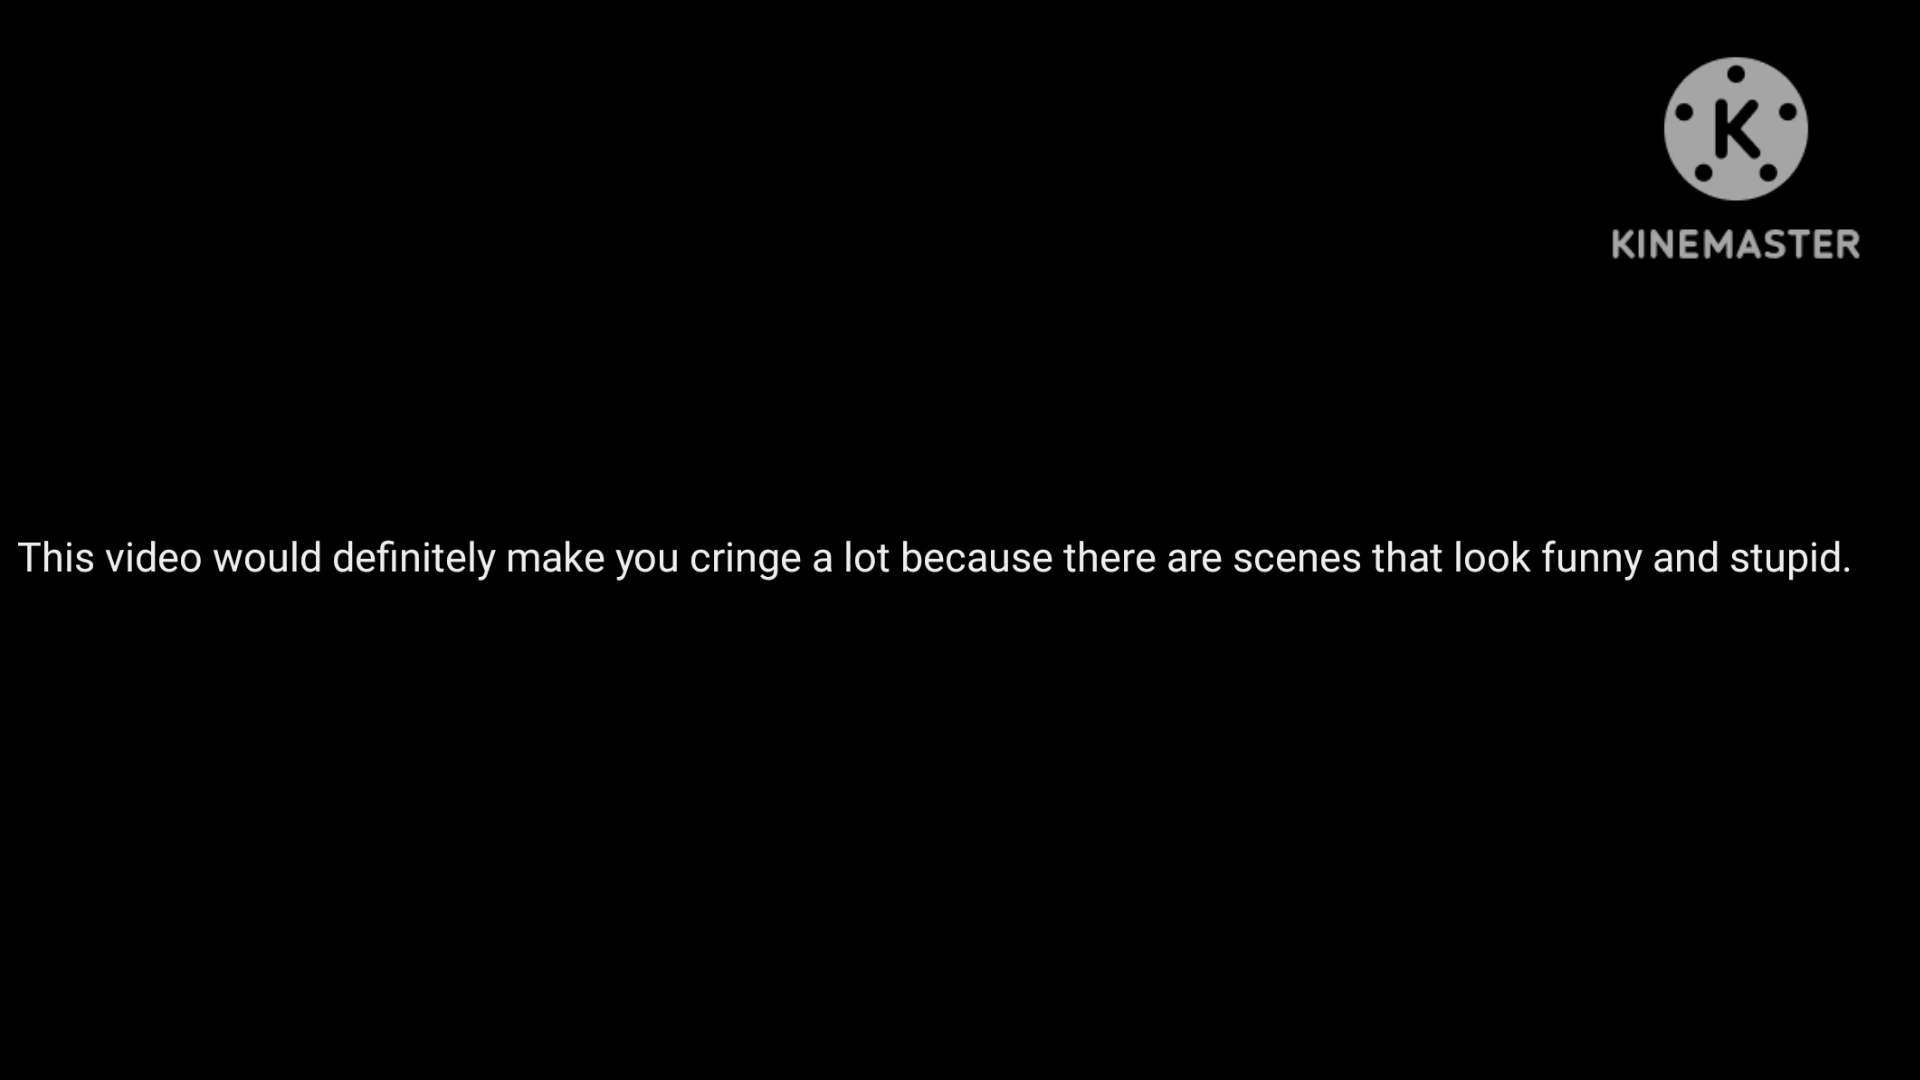 K
KINEMASTER
This video would definitely make you cringe a lot because there are scenes that look funny and stupid.